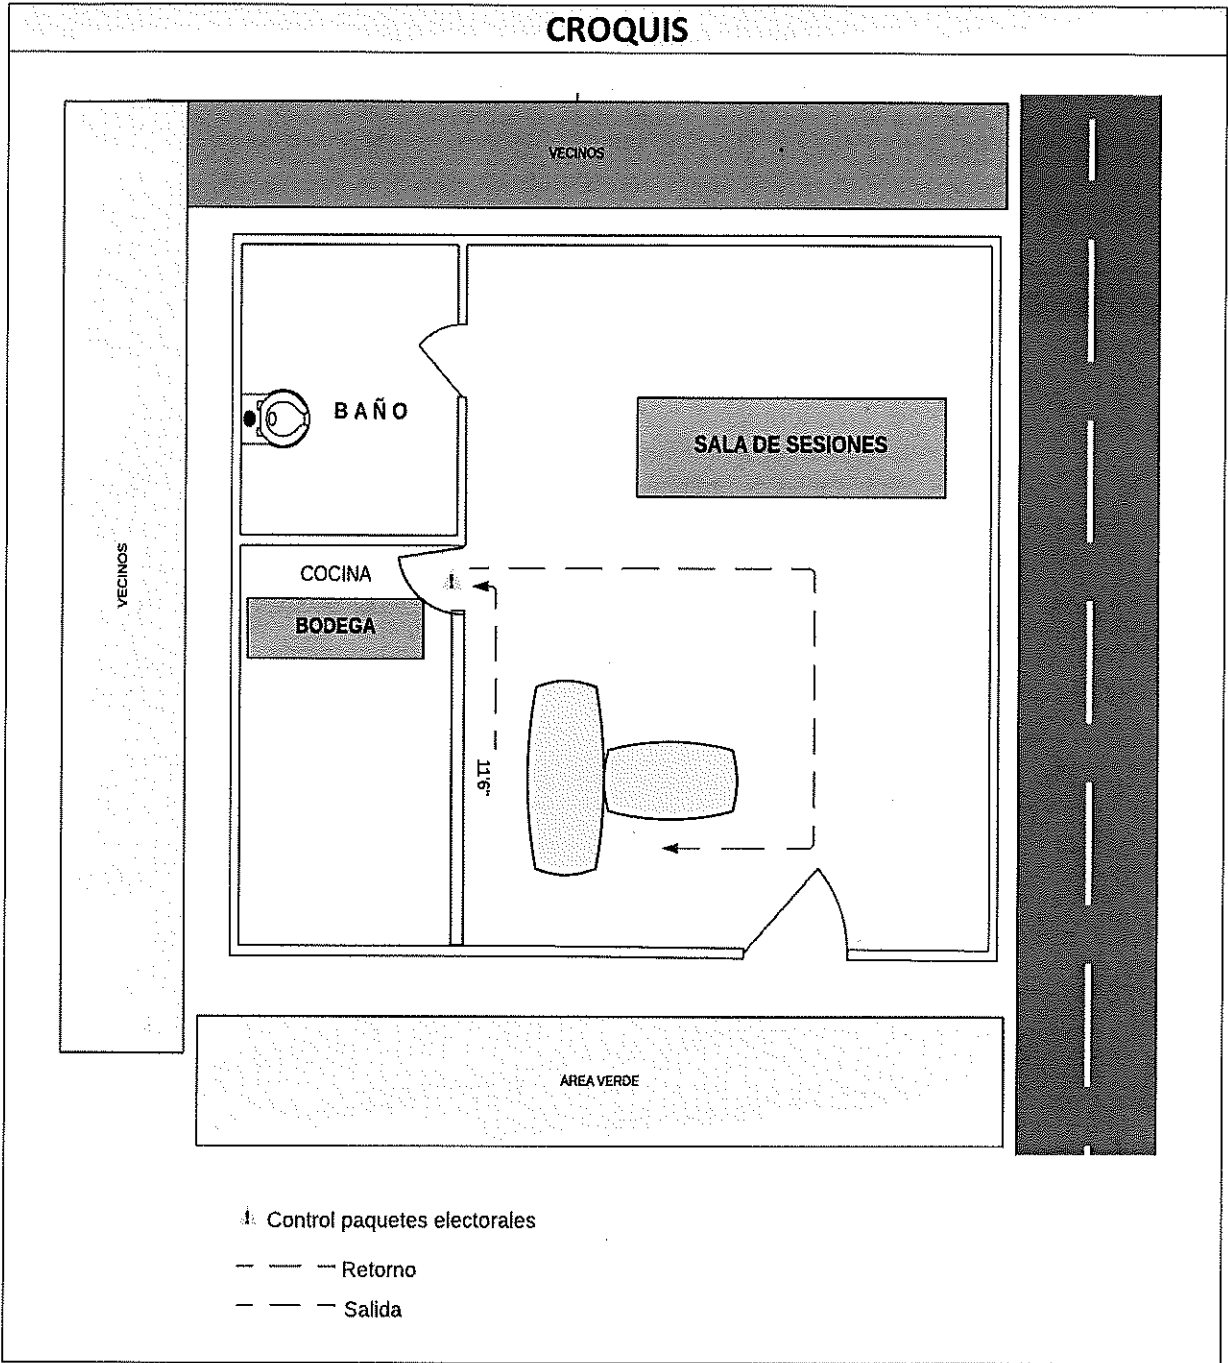 CROQUIS
VECINOS
BAÑO
SALA DE SESIONES
VECINOS
COCINA
BODEGA
11'6"
AREA VERDE
Control paquetes electorales
Retorno
Salida